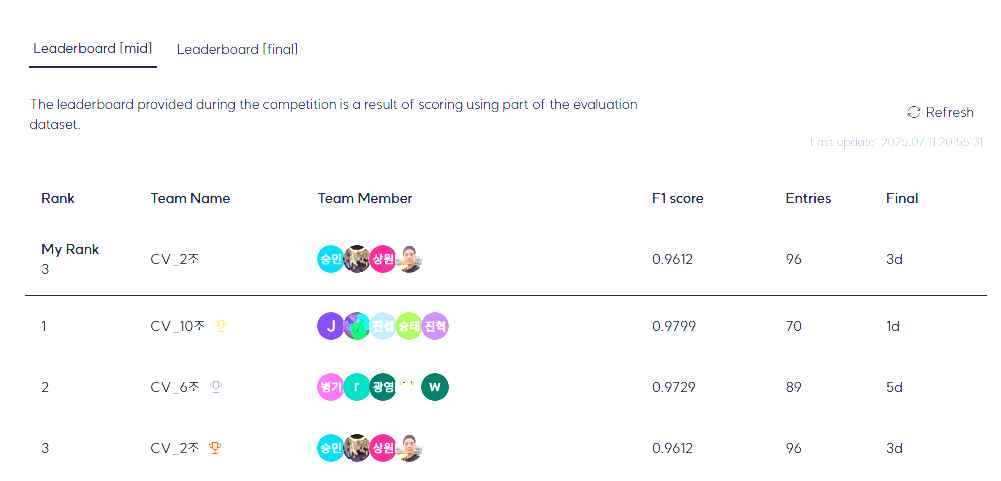 Leaderboard [mid] Leaderboard [final]
The leaderboard provided during the competition is a result of scoring using part of the evaluation
dataset.
Refresh
Last update: 2025.07.11 20:55:31
Rank Team Name Team Member F1 score Entries Final
My Rank
3 CV_2조 승민 상원 0.9612 96 3d
1 CV_10조 J 승태 진혁 0.9799 70 1d
2 CV_6조 병기 r 광영 w 0.9729 89 5d
3 CV_2조 승민 상원 0.9612 96 3d